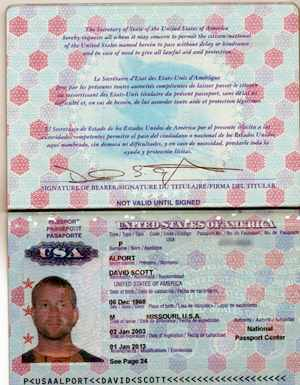 The Secretary of State of the United States of America
hereby requests all whom it may concern to permit the citizen/national
of the United States named herein to pass without delay or hindrance
and in case of need to give all lawful aid and protection.
Le Secrétaire d'Etat des Etats-Unis d'Amérique
prie par les présentes toutes autorités compétentes de laisser passer le citoyen
ou ressortissant des Etats-Unis titulaire du présent passeport, sans délai ni
difficulté et, en cas de besoin, de lui accorder toute aide et protection légitimes.
El Secretario de Estado de los Estados Unidos de América por el presente solicita a las
autoridades competentes permitir el paso del ciudadano o nacional de los Estados Unidos
aquí nombrado, sin demora ni dificultades, y en caso de necesidad, prestarle toda la
ayuda y protección lícitas.
SIGNATURE OF BEARER/SIGNATURE DU TITULAIRE/FIRMA DEL TITULAR
NOT VALID UNTIL SIGNED
PASSPORT
PASSEPORT
PASAPORTE
UNITED STATES OF AMERICA
USA
P
USA
ALPORT
DAVID SCOTT
UNITED STATES OF AMERICA
06 Dec 1968
M MISSOURI, U.S.A.
02 Jan 2003
National
Passport Center
01 Jan 2013
See Page 24
P<USAALPORT<<DAVID<SCOTT